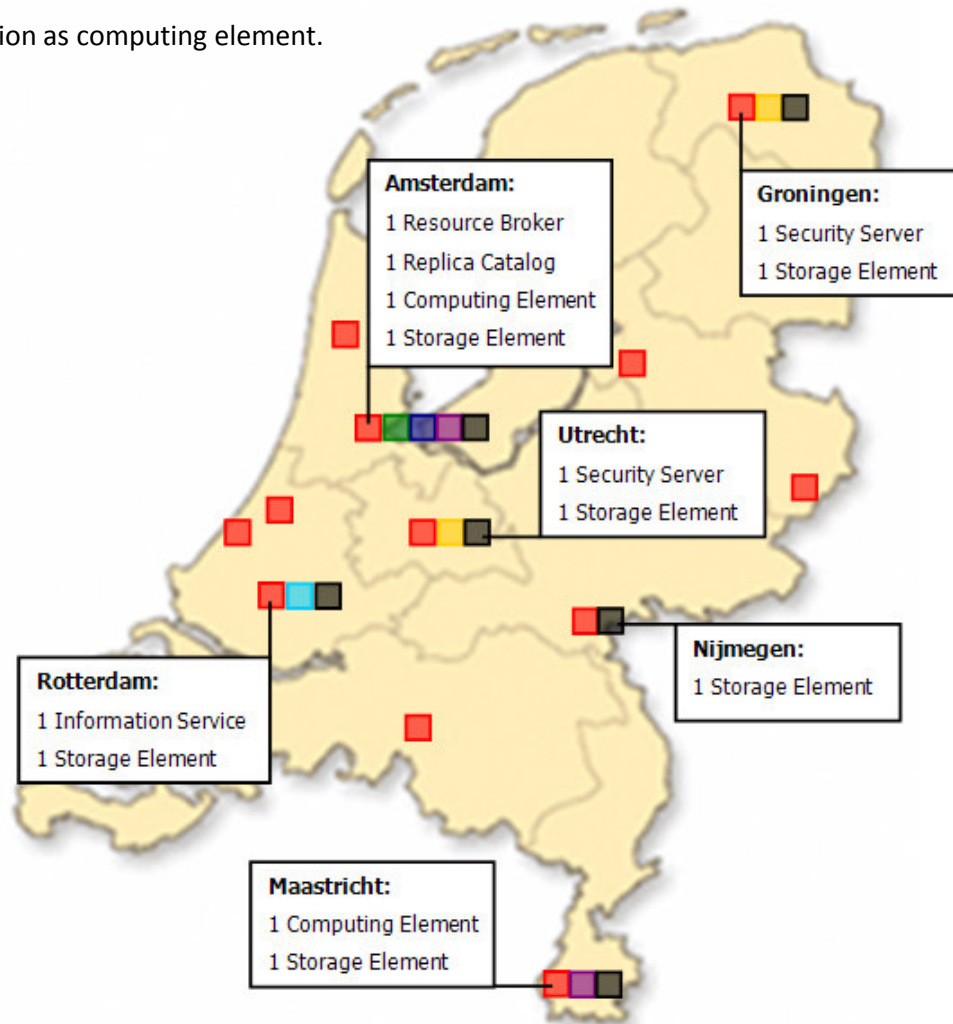 ion as computing element.
Amsterdam:
1 Resource Broker
1 Replica Catalog
1 Computing Element
1 Storage Element
Groningen:
1 Security Server
1 Storage Element
Utrecht:
1 Security Server
1 Storage Element
Nijmegen:
1 Storage Element
Rotterdam:
1 Information Service
1 Storage Element
Maastricht:
1 Computing Element
1 Storage Element